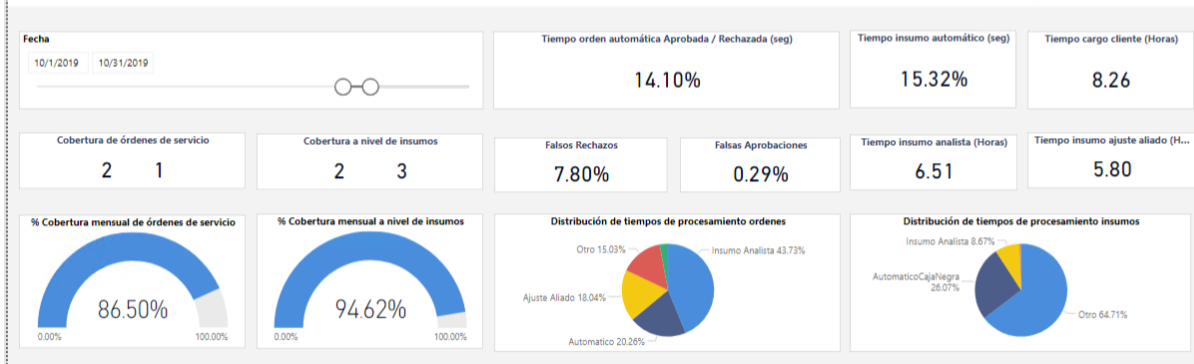 Fecha
10/1/2019 10/31/2019
Tiempo orden automática Aprobada / Rechazada (seg)
14.10%
Tiempo insumo automático (seg)
15.32%
Tiempo cargo cliente (Horas)
8.26
Cobertura de órdenes de servicio
2 1
Cobertura a nivel de insumos
2 3
Falsos Rechazos
7.80%
Falsas Aprobaciones
0.29%
Tiempo insumo analista (Horas)
6.51
Tiempo insumo ajuste aliado (H...
5.80
% Cobertura mensual de órdenes de servicio
86.50%
0.00% 100.00%
% Cobertura mensual a nivel de insumos
94.62%
0.00% 100.00%
Distribución de tiempos de procesamiento ordenes
Otro 15.03%
Insumo Analista 43.73%
Ajuste Aliado 18.04%
Automatico 20.26%
Distribución de tiempos de procesamiento insumos
Insumo Analista 8.67%
AutomaticoCajaNegra
26.07%
Otro 64.71%